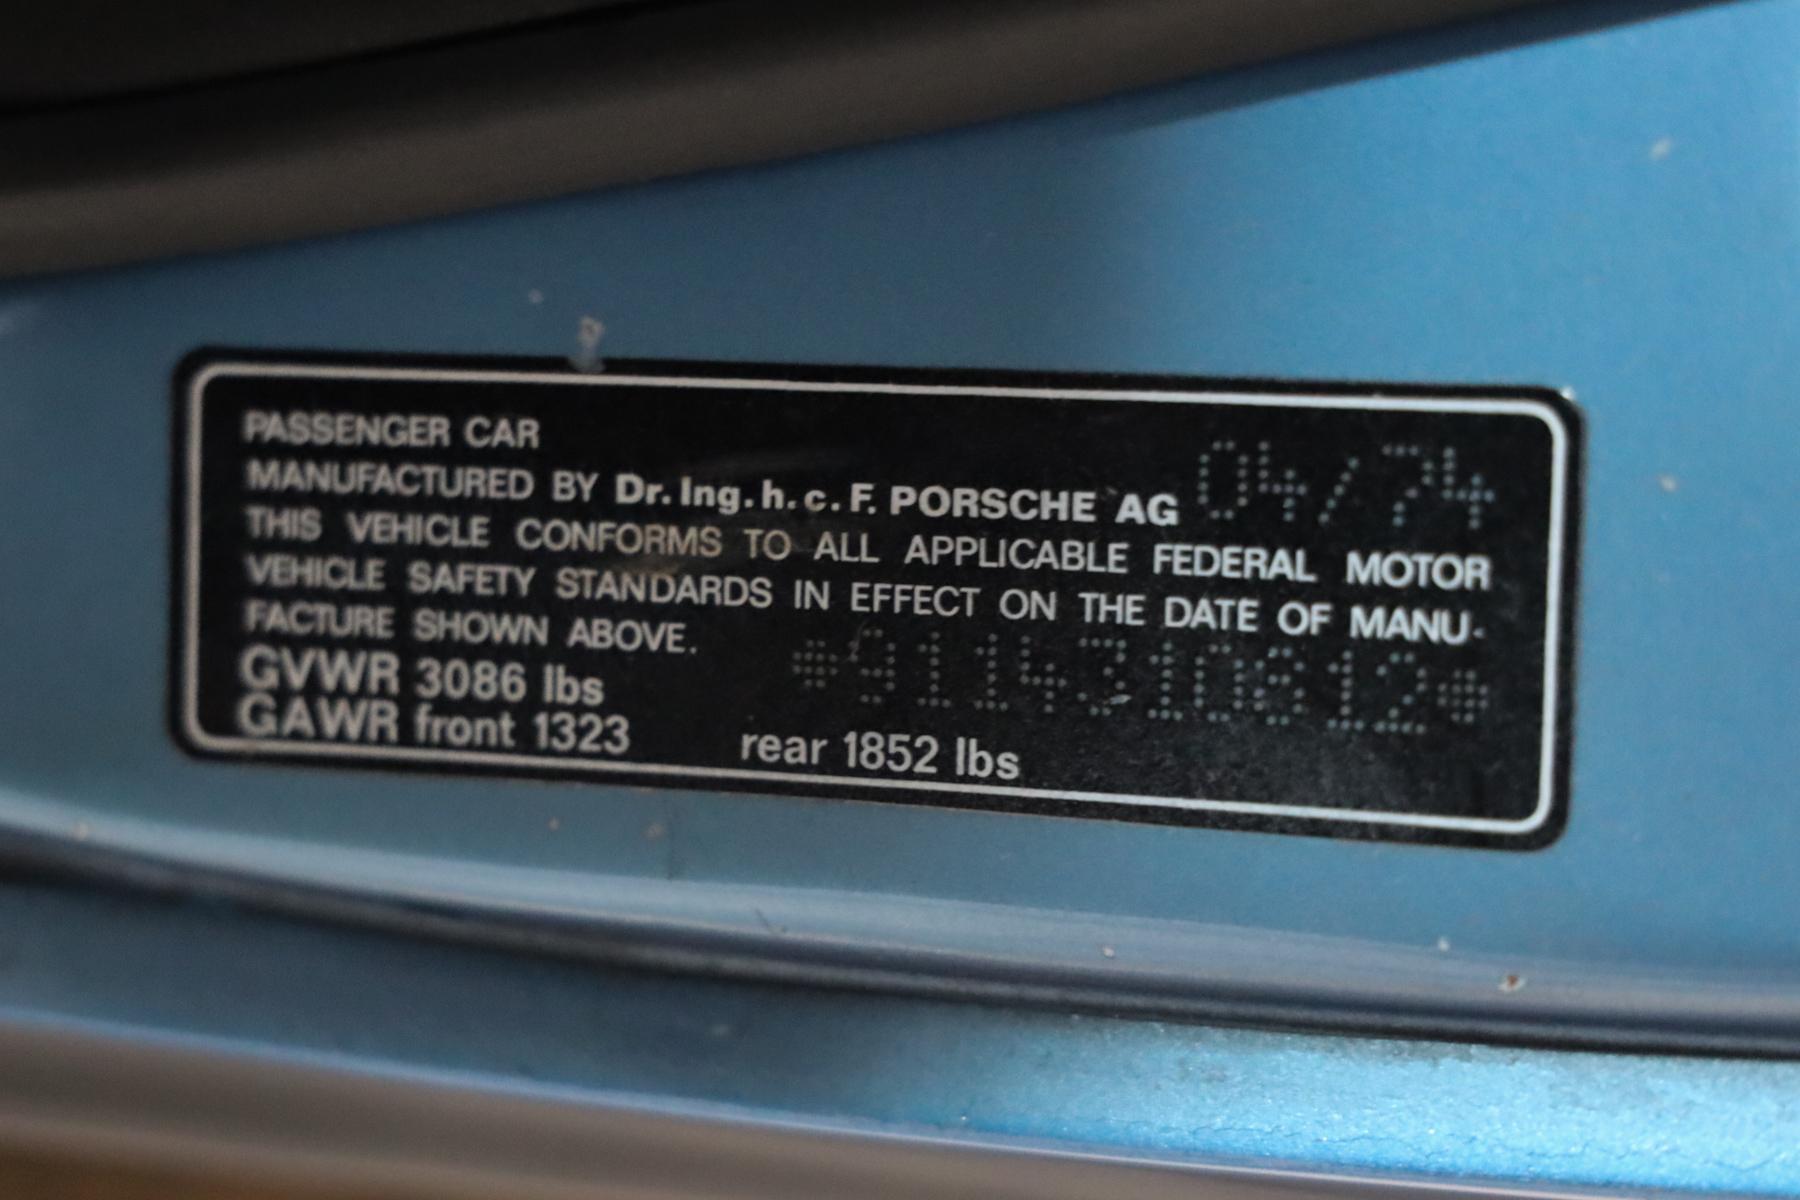 PASSENGER CAR
MANUFACTURED BY Dr. Ing. h. c. F. PORSCHE AG 04/74
THIS VEHICLE CONFORMS TO ALL APPLICABLE FEDERAL MOTOR
VEHICLE SAFETY STANDARDS IN EFFECT ON THE DATE OF MANU-
FACTURE SHOWN ABOVE.
GVWR 3086 lbs
GAWR front 1323 rear 1852 lbs